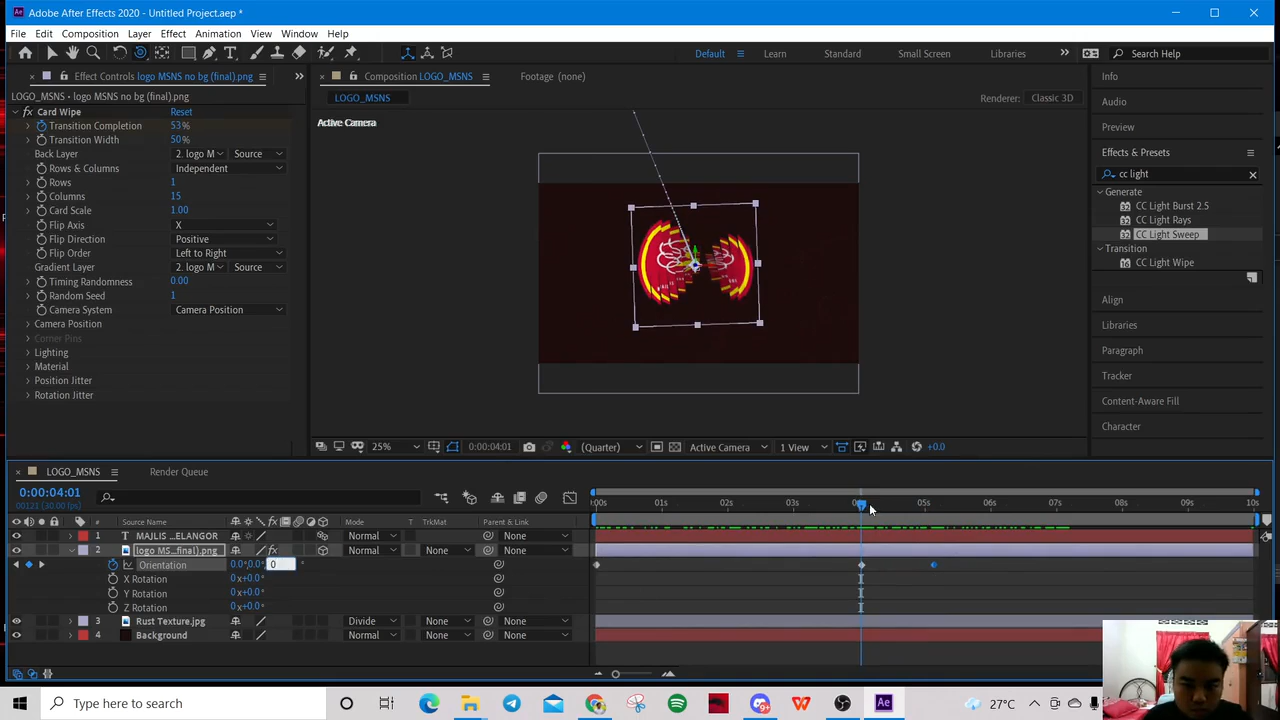 Adobe After Effects 2020 - Untitled Project.aep *
File Edit Composition Layer Effect Animation View Window Help
Default Learn Standard Small Screen Libraries Search Help
Effect Controls logo MSNS no bg (final).png
Composition LOGO_MSNS
Footage (none)
LOGO_MSNS • logo MSNS no bg (final).png
LOGO_MSNS
Renderer: Classic 3D
Active Camera
fx Card Wipe Reset
Transition Completion 53%
Transition Width 50%
Back Layer 2. logo M Source
Rows & Columns Independent
Rows 1
Columns 15
Card Scale 1.00
Flip Axis X
Flip Direction Positive
Flip Order Left to Right
Gradient Layer 2. logo M Source
Timing Randomness 0.00
Random Seed 1
Camera System Camera Position
Camera Position
Corner Pins
Lighting
Material
Position Jitter
Rotation Jitter
Info
Audio
Preview
Effects & Presets
cc light
Generate
CC Light Burst 2.5
CC Light Rays
CC Light Sweep
Transition
CC Light Wipe
Align
Libraries
Paragraph
Tracker
Content-Aware Fill
Character
25% 0:00:04:01 (Quarter) Active Camera 1 View +0.0
LOGO_MSNS
Render Queue
0:00:04:01
00121 (30.00 fps)
# Source Name fx Mode T TrkMat Parent & Link
:00s 01s 02s 03s 04s 05s 06s 07s 08s 09s 10s
1 T MAJLIS ...ELANGOR Normal None
2 logo MS...final).png fx Normal None None
Orientation 0.0°,0.0°, 0 °
X Rotation 0x+0.0°
Y Rotation 0x+0.0°
Z Rotation 0x+0.0°
3 Rust Texture.jpg Divide None None
4 Background Normal None None
Type here to search
27°C